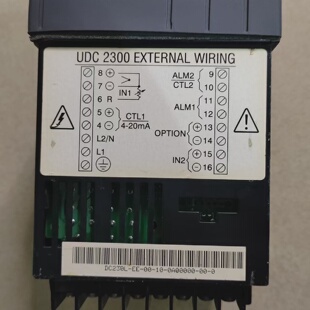 UDC 2300 EXTERNAL WIRING
8 +
7 -
6 R
IN1
5 +
4 -
CTL1
4-20mA
L2/N
L1
ALM2
CTL2
9
10
ALM1
11
12
OPTION
+ 13
- 14
IN2
+ 15
- 16
DC230L-EE-00-10-0A00000-00-0